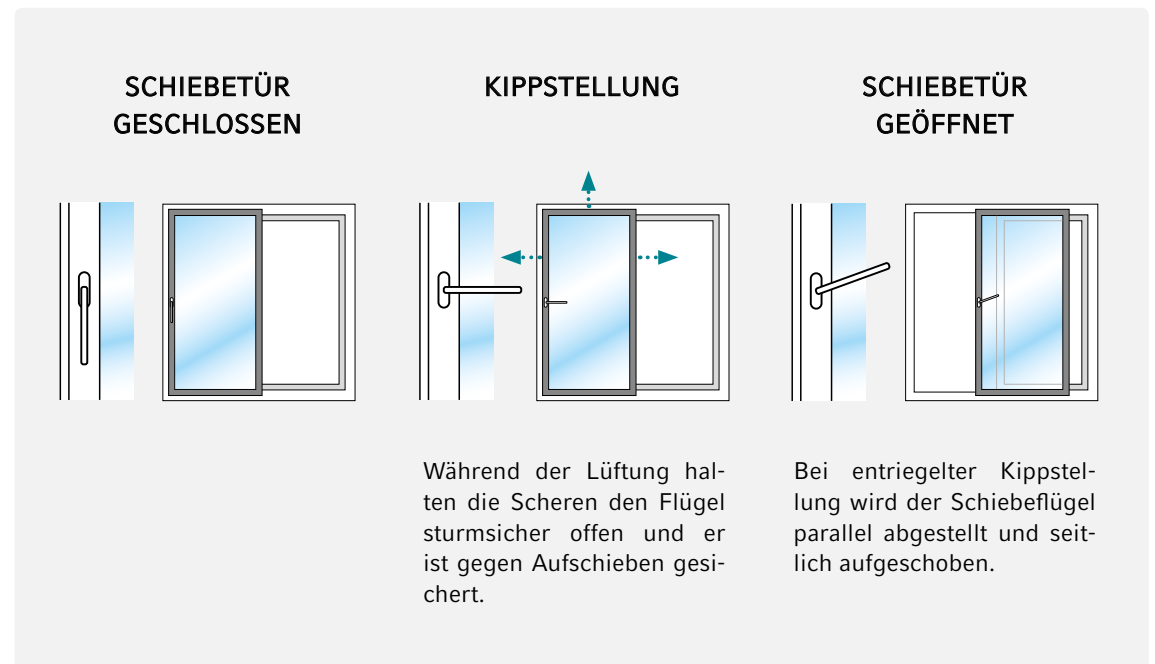 SCHIEBETÜR
GESCHLOSSEN
KIPPSTELLUNG
SCHIEBETÜR
GEÖFFNET
Während der Lüftung hal-
ten die Scheren den Flügel
sturmsicher offen und er
ist gegen Aufschieben gesi-
chert.
Bei entriegelter Kippstel-
lung wird der Schiebeflügel
parallel abgestellt und seit-
lich aufgeschoben.